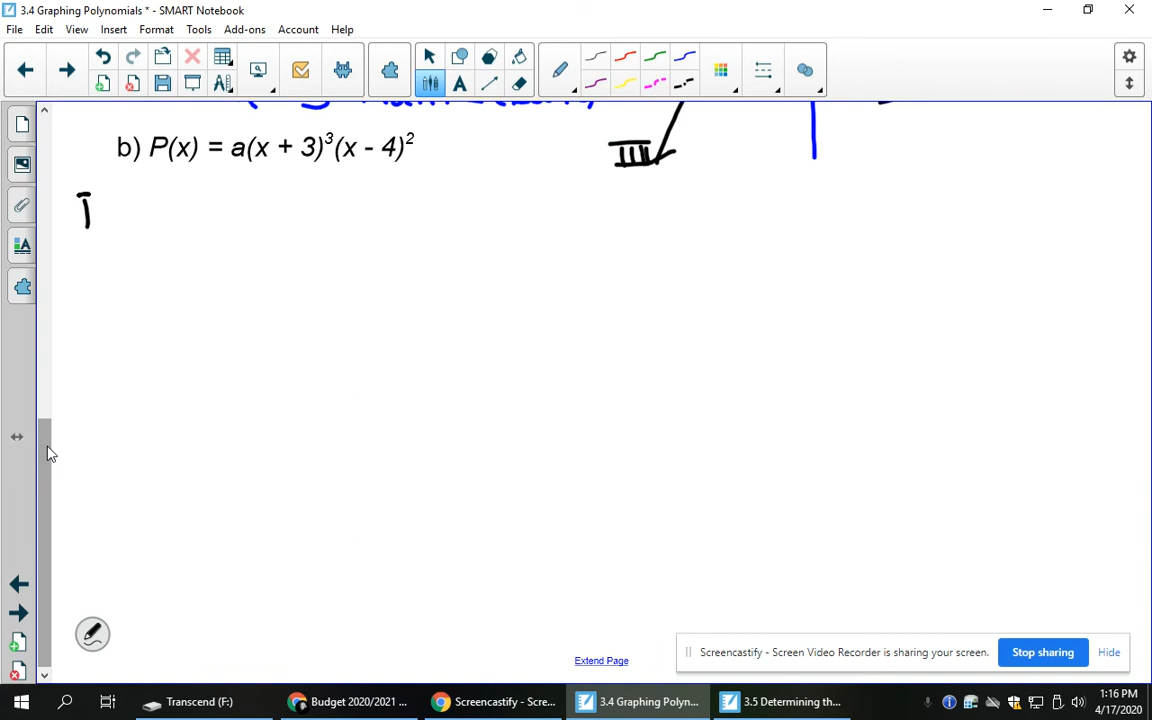 3.4 Graphing Polynomials * - SMART Notebook
File Edit View Insert Format Tools Add-ons Account Help
b) P(x) = a(x + 3)³(x - 4)²
III
I
Extend Page
Screencastify - Screen Video Recorder is sharing your screen. Stop sharing Hide
Transcend (F:) Budget 2020/2021 ... Screencastify - Scre... 3.4 Graphing Polyn... 3.5 Determining th...
1:16 PM
4/17/2020